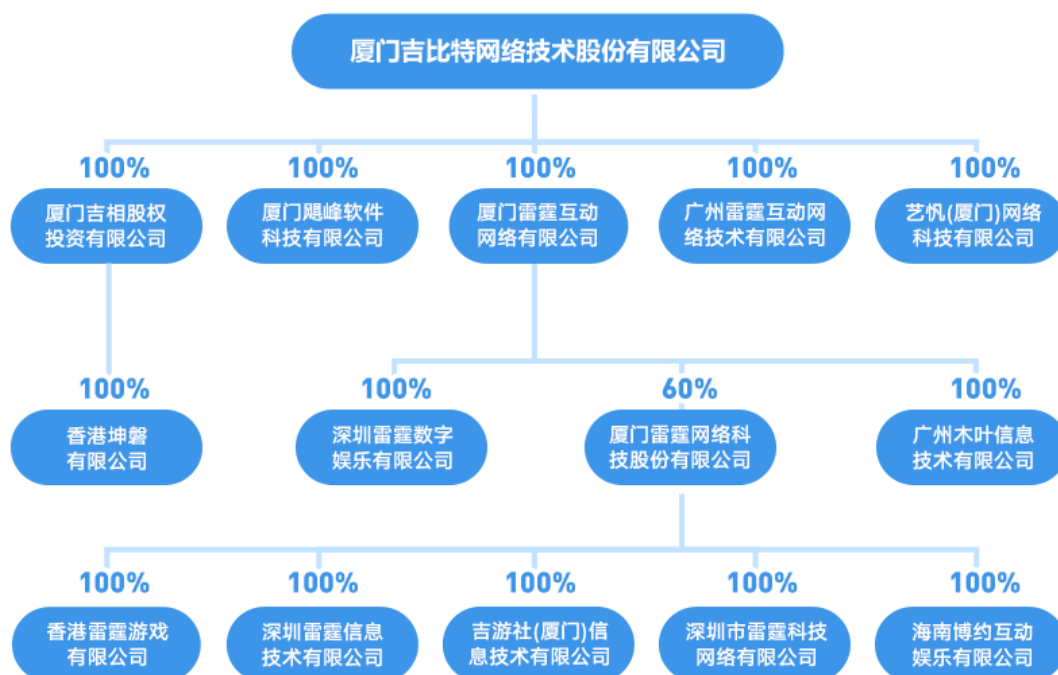 厦门吉比特网络技术股份有限公司
100%
100%
100%
100%
100%
厦门吉相股权
投资有限公司
厦门飓峰软件
科技有限公司
厦门雷霆互动
网络有限公司
广州雷霆互动网
络技术有限公司
艺忛(厦门)网络
科技有限公司
100%
100%
60%
100%
香港坤磐
有限公司
深圳雷霆数字
娱乐有限公司
厦门雷霆网络科
技股份有限公司
广州木叶信息
技术有限公司
100%
100%
100%
100%
100%
香港雷霆游戏
有限公司
深圳雷霆信息
技术有限公司
吉游社(厦门)信
息技术有限公司
深圳市雷霆科技
网络有限公司
海南博约互动
娱乐有限公司